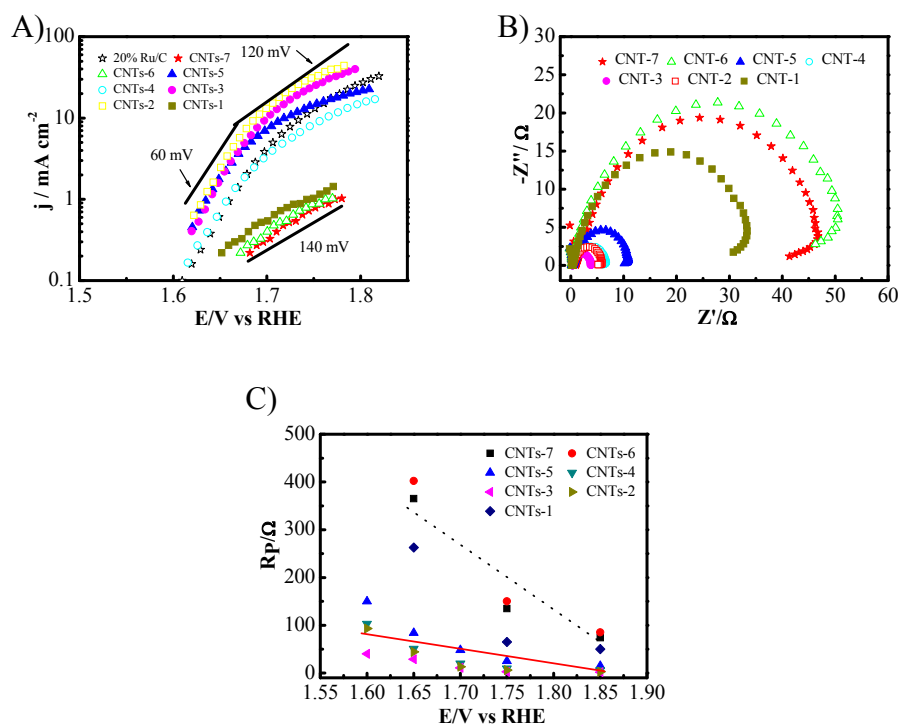 A)
100
10
1
0.1
j / mA cm-2
20% Ru/C CNTs-7
CNTs-6 CNTs-5
CNTs-4 CNTs-3
CNTs-2 CNTs-1
120 mV
60 mV
140 mV
1.5 1.6 1.7 1.8
E/V vs RHE
B)
30
25
20
15
10
5
0
-Z''/ Ω
CNT-7 CNT-6 CNT-5 CNT-4
CNT-3 CNT-2 CNT-1
0 10 20 30 40 50 60
Z'/Ω
C)
500
400
300
200
100
0
RP/Ω
CNTs-7 CNTs-6
CNTs-5 CNTs-4
CNTs-3 CNTs-2
CNTs-1
1.55 1.60 1.65 1.70 1.75 1.80 1.85 1.90
E/V vs RHE